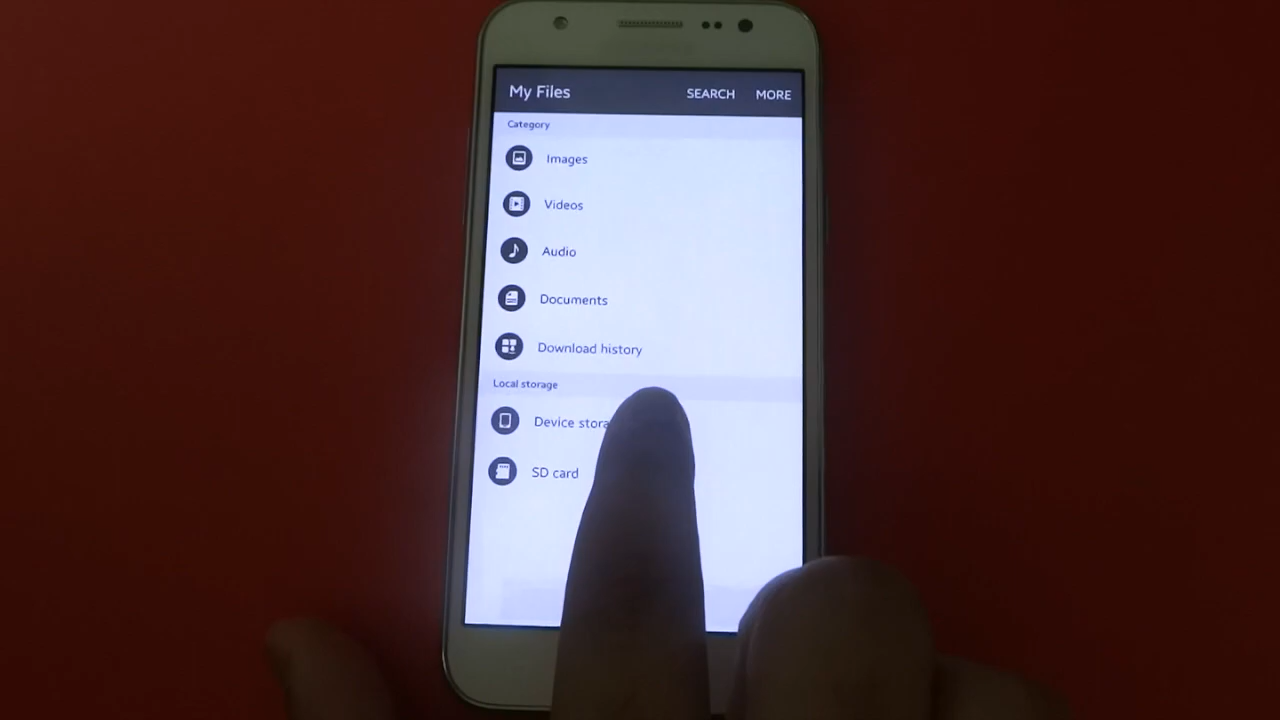 My Files
SEARCH
MORE
Category
Images
Videos
Audio
Documents
Download history
Local storage
Device stora
SD card